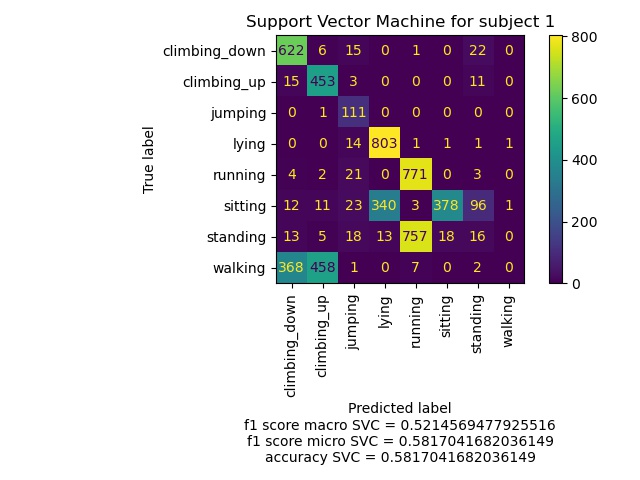 Support Vector Machine for subject 1
climbing_down 622 6 15 0 1 0 22 0
climbing_up 15 453 3 0 0 0 11 0
jumping 0 1 111 0 0 0 0 0
lying 0 0 14 803 1 1 1 1
running 4 2 21 0 771 0 3 0
sitting 12 11 23 340 3 378 96 1
standing 13 5 18 13 757 18 16 0
walking 368 458 1 0 7 0 2 0
True label
climbing_down
climbing_up
jumping
lying
running
sitting
standing
walking
800
600
400
200
0
Predicted label
f1 score macro SVC = 0.5214569477925516
f1 score micro SVC = 0.5817041682036149
accuracy SVC = 0.5817041682036149